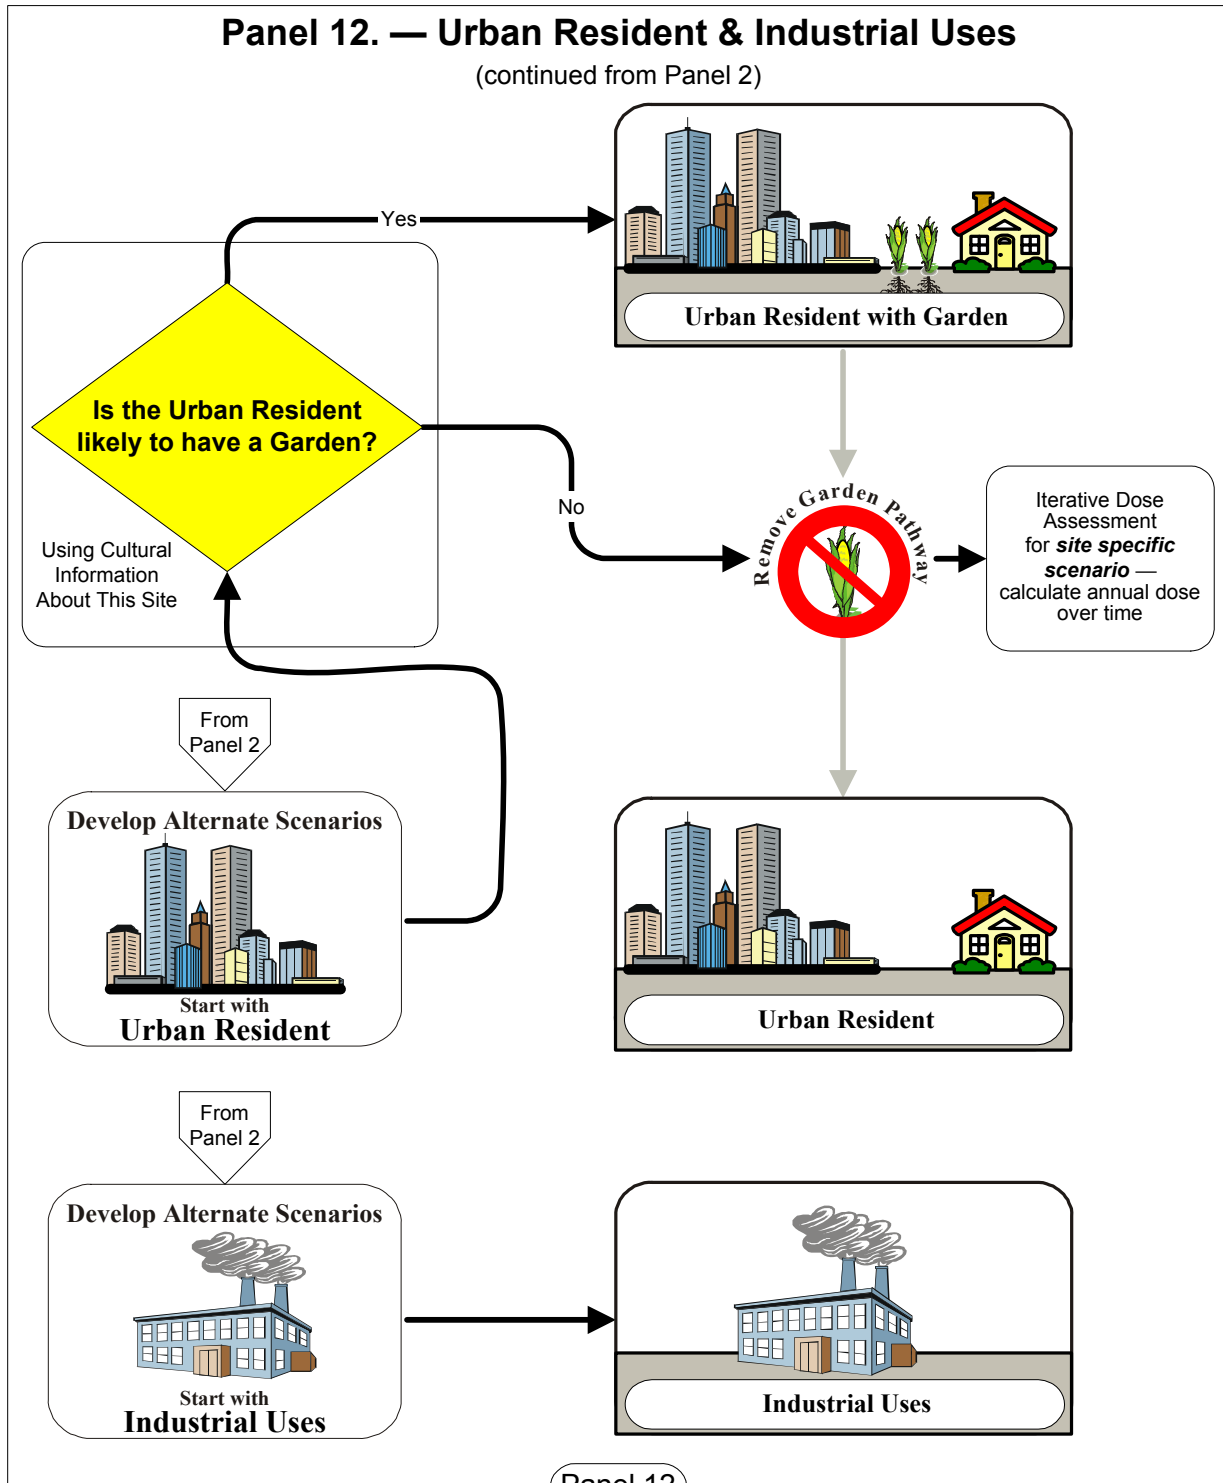 Panel 12. — Urban Resident & Industrial Uses
(continued from Panel 2)
Yes
Urban Resident with Garden
Is the Urban Resident
likely to have a Garden?
Using Cultural
Information
About This Site
No
Remove Garden Pathway
Iterative Dose
Assessment
for site specific
scenario —
calculate annual dose
over time
From
Panel 2
Develop Alternate Scenarios
Start with
Urban Resident
Urban Resident
From
Panel 2
Develop Alternate Scenarios
Start with
Industrial Uses
Industrial Uses
Panel 12